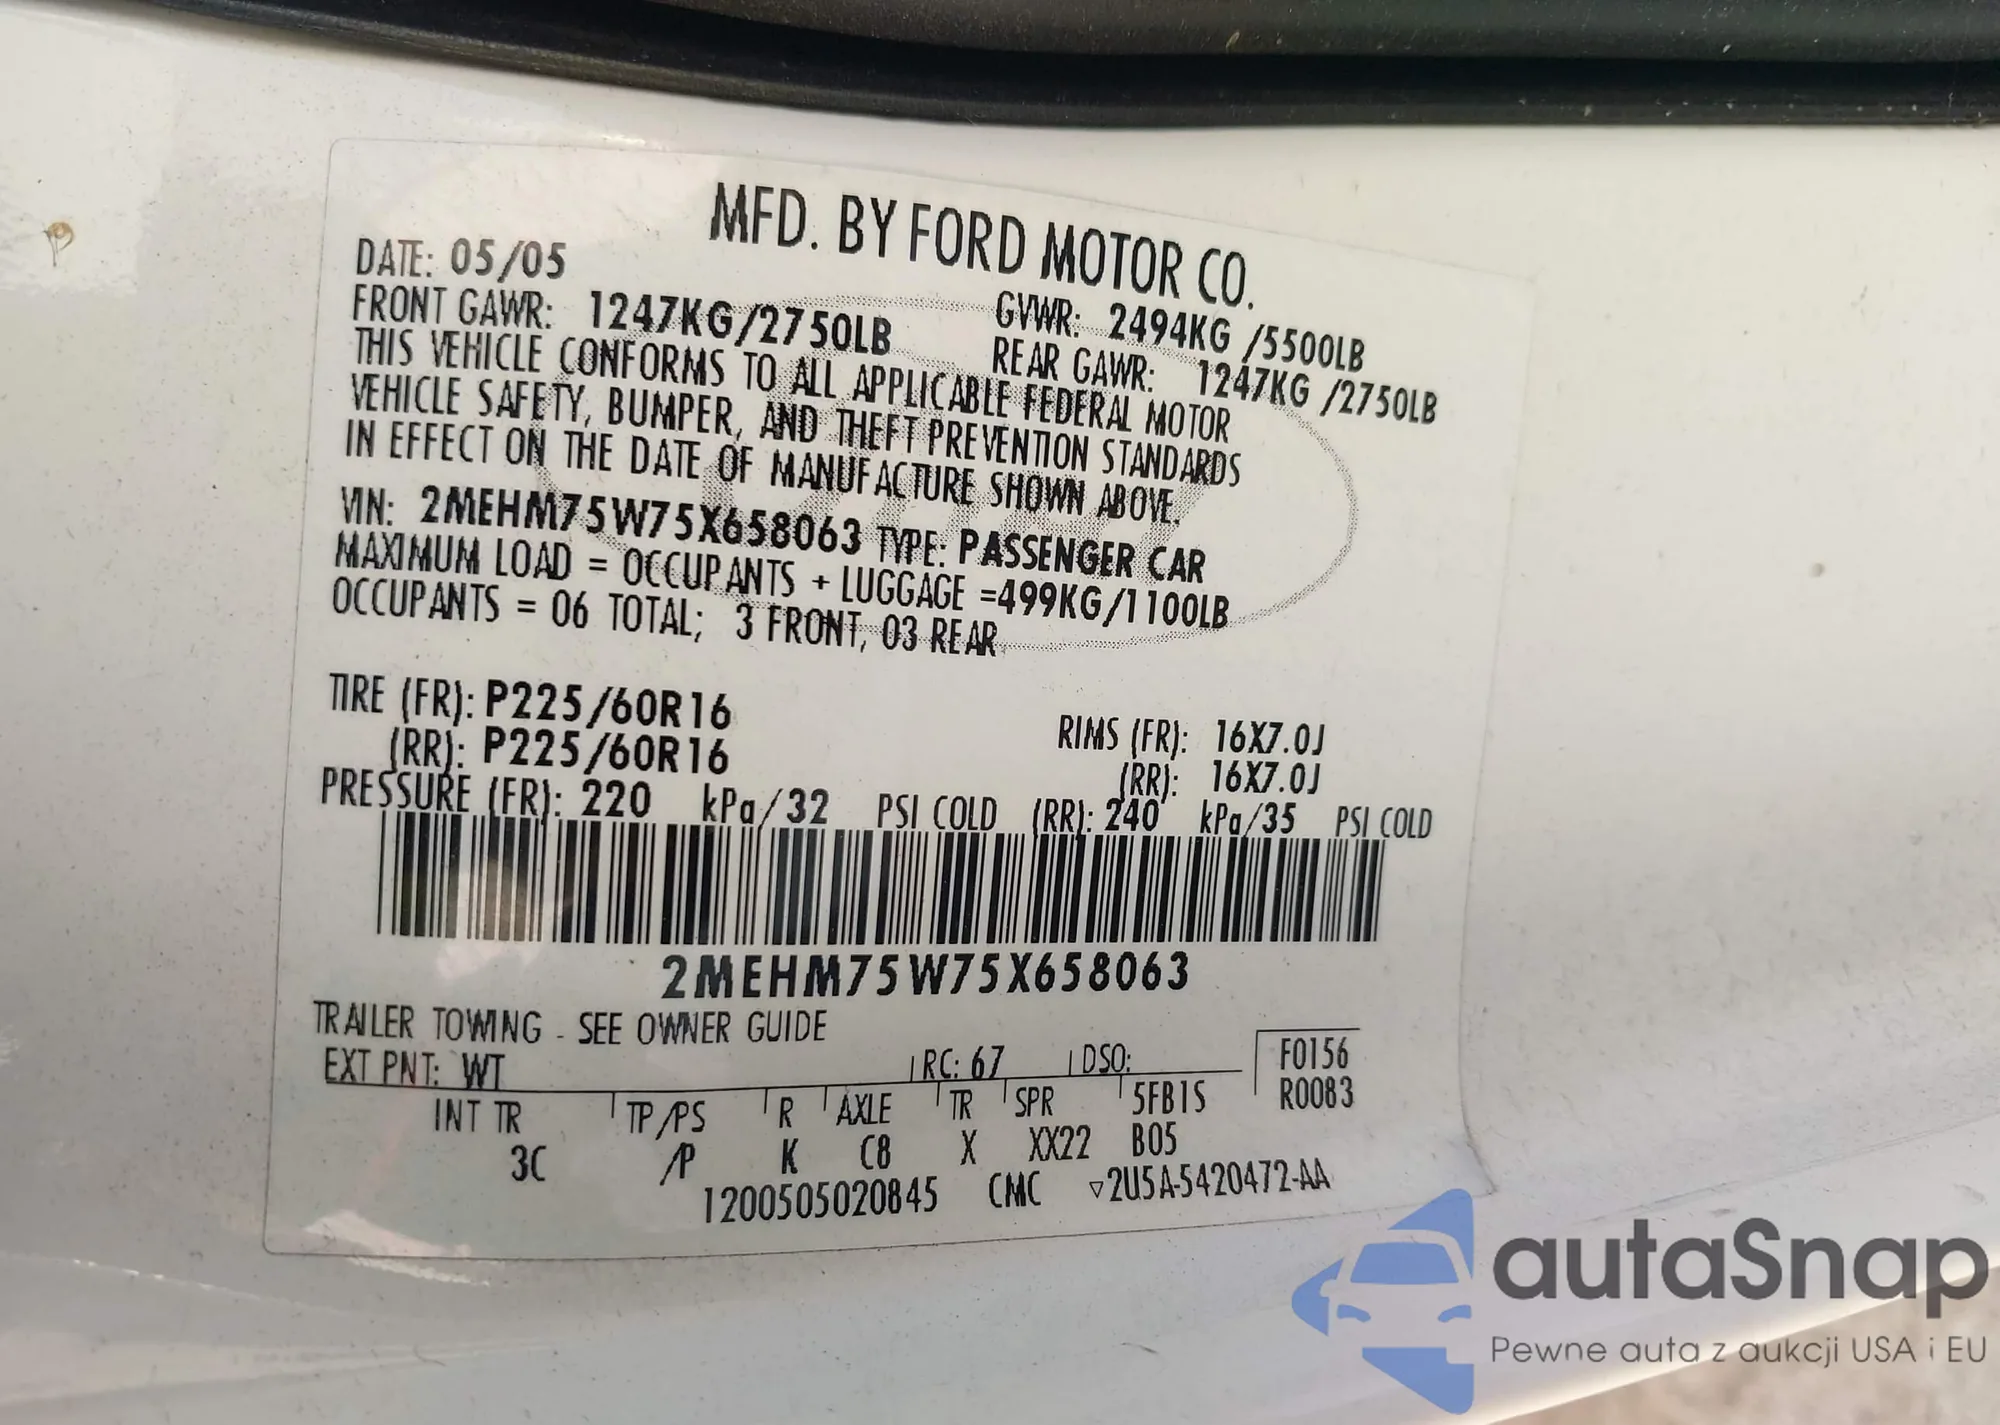 MFD. BY FORD MOTOR CO.
DATE: 05/05
FRONT GAWR: 1247KG/2750LB
GVWR: 2494KG /5500LB
REAR GAWR: 1247KG /2750LB
THIS VEHICLE CONFORMS TO ALL APPLICABLE FEDERAL MOTOR
VEHICLE SAFETY, BUMPER, AND THEFT PREVENTION STANDARDS
IN EFFECT ON THE DATE OF MANUFACTURE SHOWN ABOVE.
VIN: 2MEHM75W75X658063 TYPE: PASSENGER CAR
MAXIMUM LOAD = OCCUPANTS + LUGGAGE =499KG/1100LB
OCCUPANTS = 06 TOTAL; 3 FRONT, 03 REAR
TIRE (FR): P225/60R16 RIMS (FR): 16X7.0J
(RR): P225/60R16 (RR): 16X7.0J
PRESSURE (FR): 220 kPa/32 PSI COLD (RR): 240 kPa/35 PSI COLD
2MEHM75W75X658063
TRAILER TOWING - SEE OWNER GUIDE
EXT PNT: WT RC: 67 DSO: F0156
R0083
INT TR TP/PS R AXLE TR SPR 5FB1S
3C /P K C8 X XX22 B05
1200505020845 CMC ▽2U5A-5420472-AA
autaSnap
Pewne auta z aukcji USA i EU